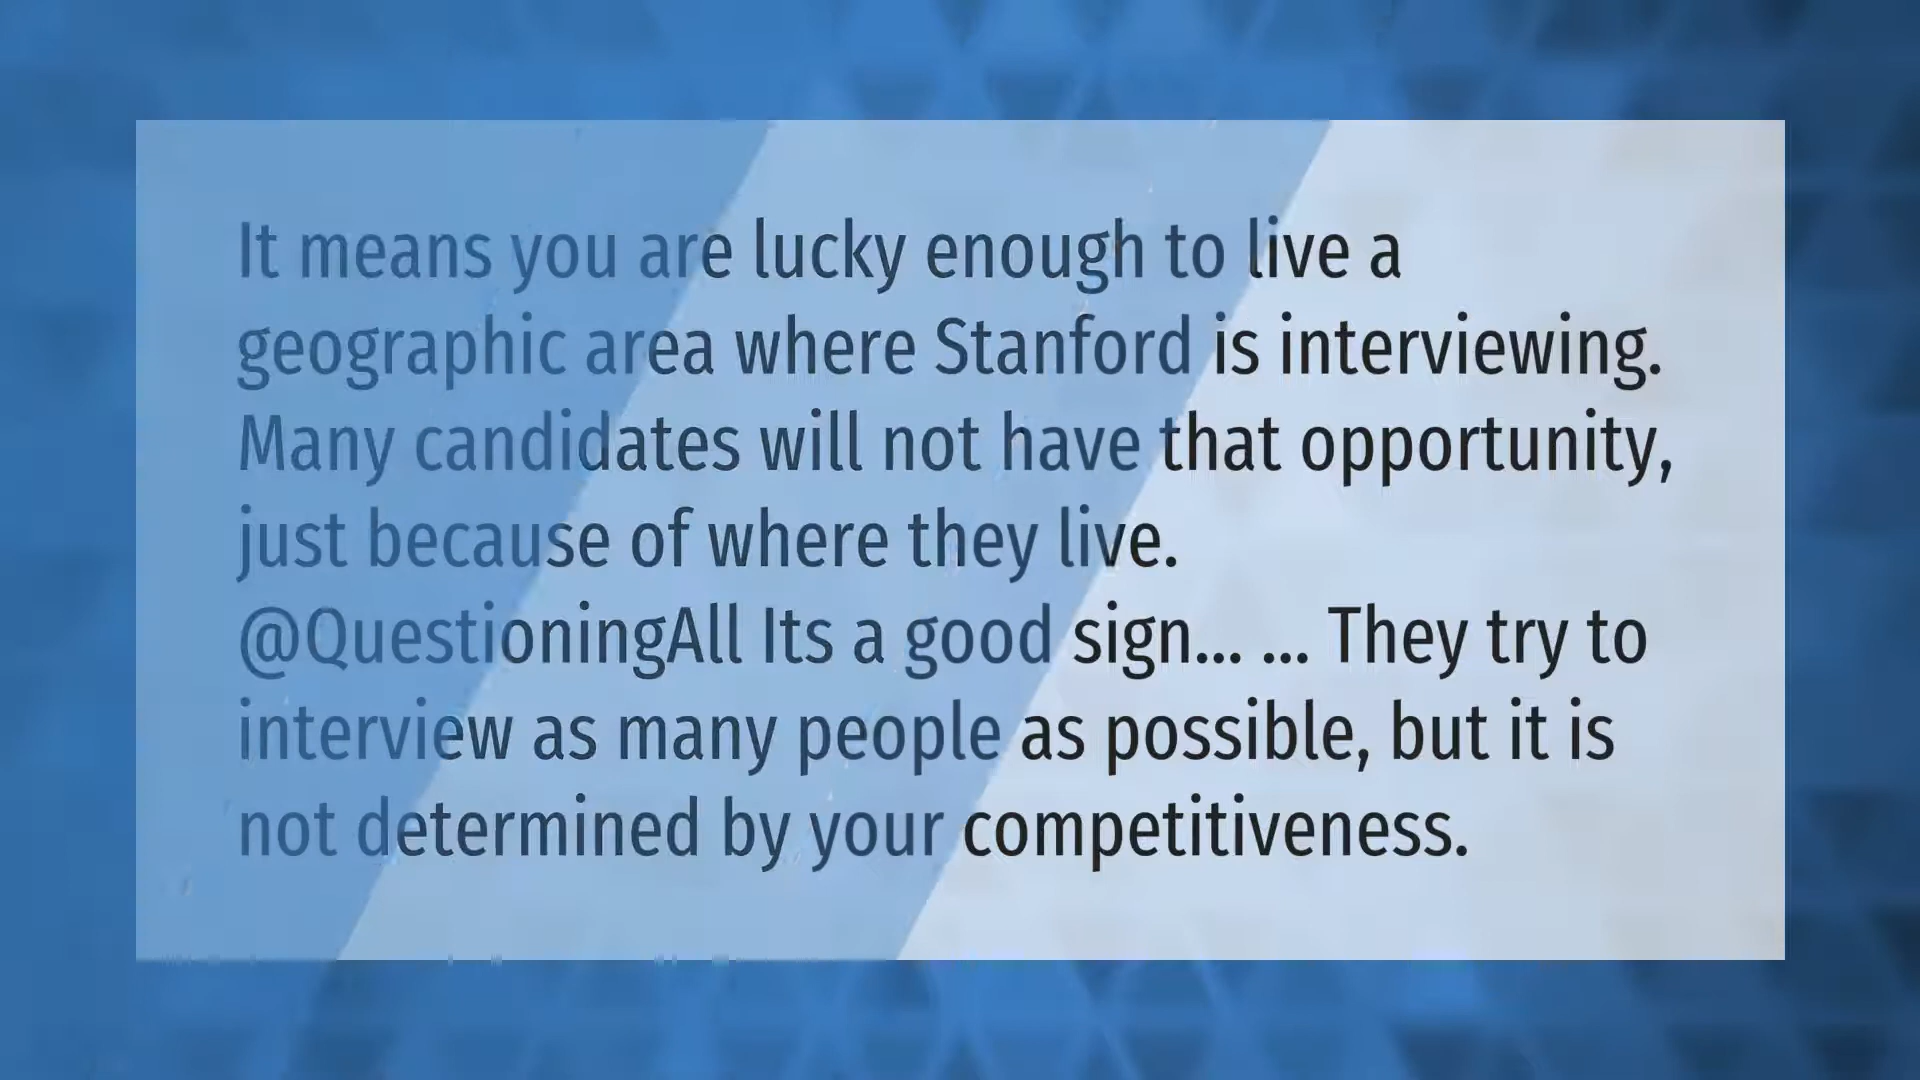 It means you are lucky enough to live a
geographic area where Stanford is interviewing.
Many candidates will not have that opportunity,
just because of where they live.
@QuestioningAll Its a good sign... ... They try to
interview as many people as possible, but it is
not determined by your competitiveness.